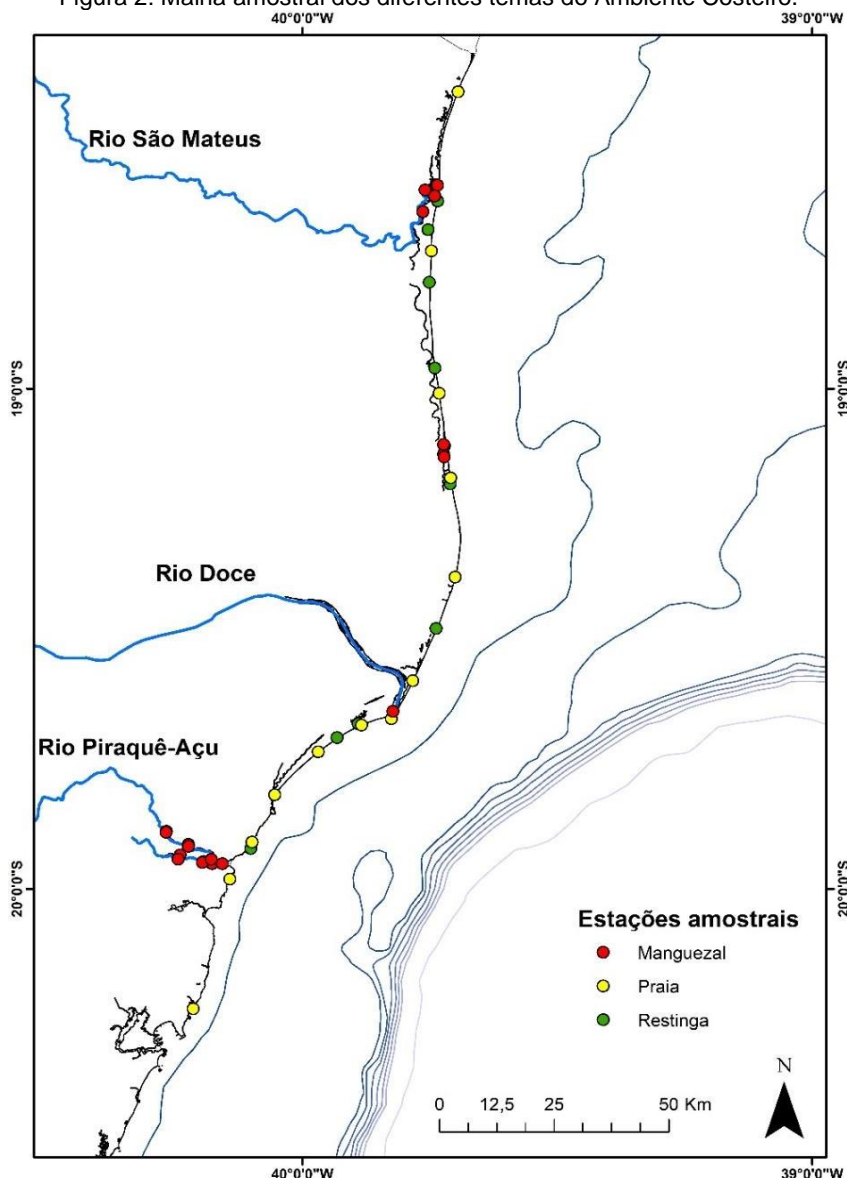 Figura 2: Malha amostral dos diferentes temas do Ambiente Costeiro.
40°0'0"W 39°0'0"W
Rio São Mateus
19°0'0"S 19°0'0"S
Rio Doce
Rio Piraquê-Açu
20°0'0"S 20°0'0"S
Estações amostrais
Manguezal
Praia
Restinga
N
0 12,5 25 50 Km
40°0'0"W 39°0'0"W